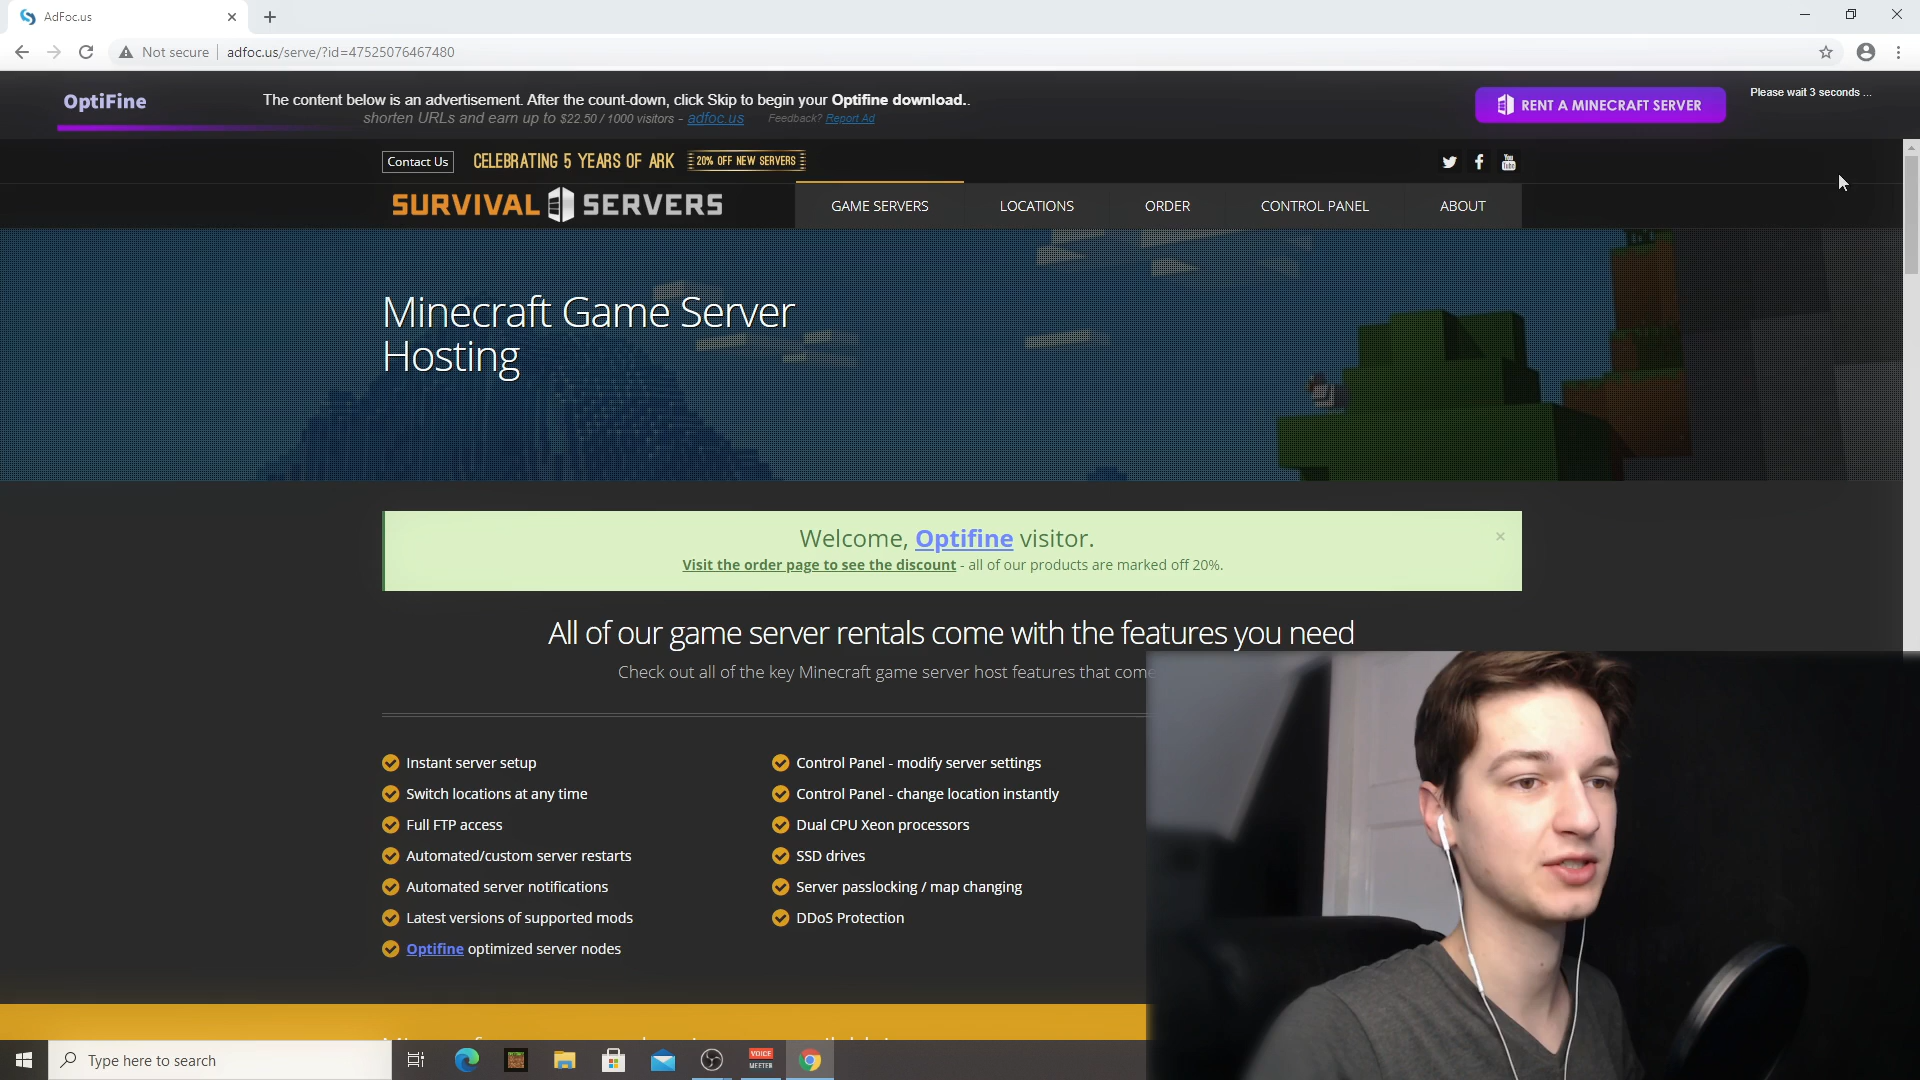 AdFoc.us
Not secure
adfoc.us/serve/?id=47525076467480
OptiFine
The content below is an advertisement. After the count-down, click Skip to begin your Optifine download..
shorten URLs and earn up to $22.50 / 1000 visitors - adfoc.us Feedback? Report Ad
RENT A MINECRAFT SERVER
Please wait 3 seconds ...
Contact Us
CELEBRATING 5 YEARS OF ARK
20% OFF NEW SERVERS
You Tube
SURVIVAL SERVERS
GAME SERVERS
LOCATIONS
ORDER
CONTROL PANEL
ABOUT
Minecraft Game Server
Hosting
Welcome, Optifine visitor.
Visit the order page to see the discount - all of our products are marked off 20%.
All of our game server rentals come with the features you need
Check out all of the key Minecraft game server host features that come
Instant server setup
Switch locations at any time
Full FTP access
Automated/custom server restarts
Automated server notifications
Latest versions of supported mods
Optifine optimized server nodes
Control Panel - modify server settings
Control Panel - change location instantly
Dual CPU Xeon processors
SSD drives
Server passlocking / map changing
DDoS Protection
Type here to search
VOICE
MEETER